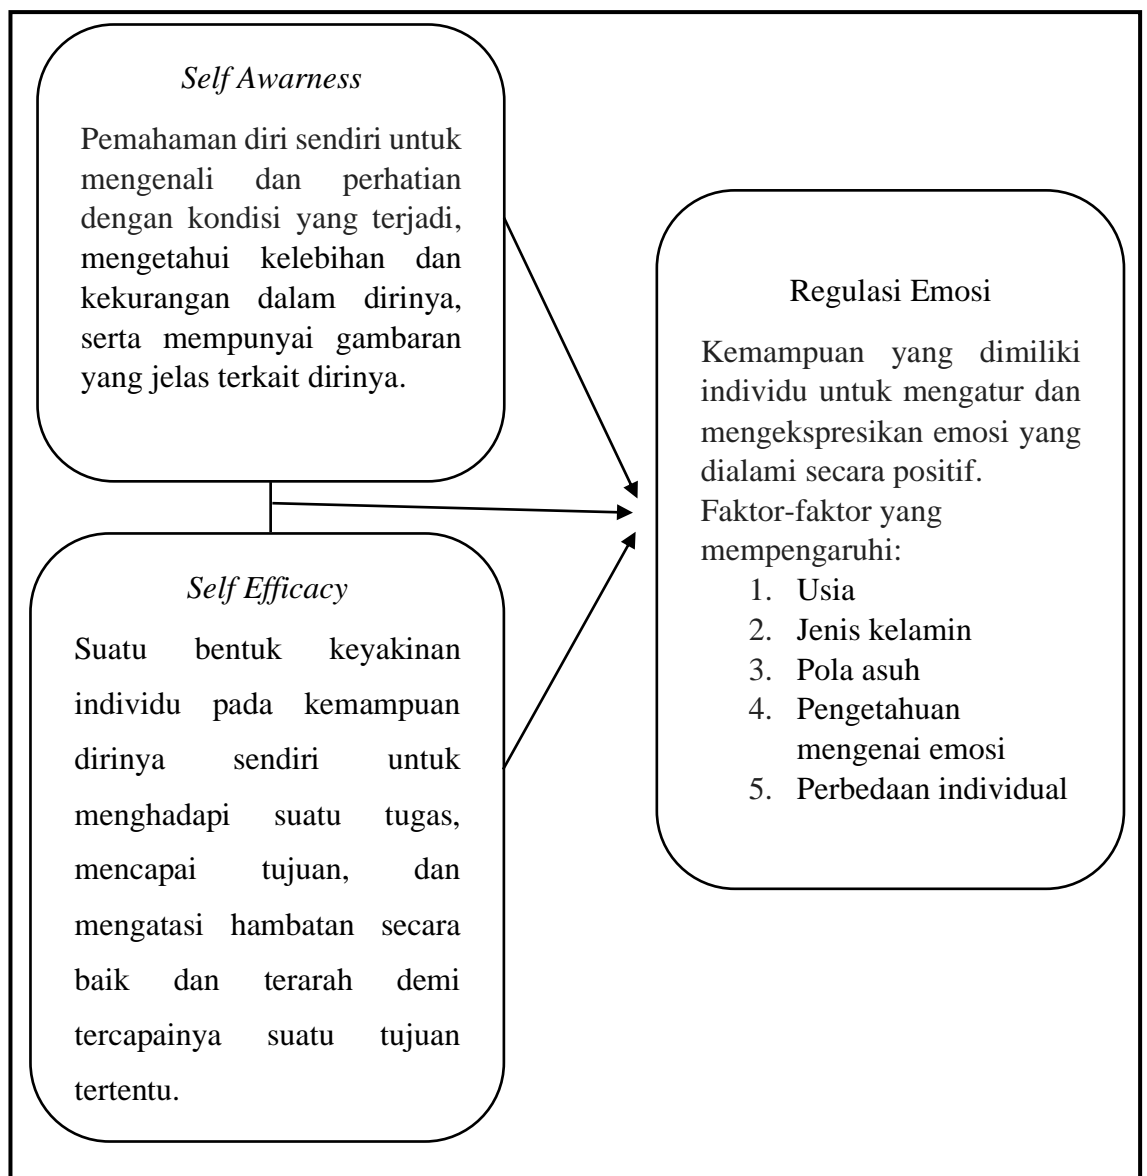 Self Awarness
Pemahaman diri sendiri untuk
mengenali dan perhatian
dengan kondisi yang terjadi,
mengetahui kelebihan dan
kekurangan dalam dirinya,
serta mempunyai gambaran
yang jelas terkait dirinya.
Self Efficacy
Suatu bentuk keyakinan
individu pada kemampuan
dirinya sendiri untuk
menghadapi suatu tugas,
mencapai tujuan, dan
mengatasi hambatan secara
baik dan terarah demi
tercapainya suatu tujuan
tertentu.
Regulasi Emosi
Kemampuan yang dimiliki
individu untuk mengatur dan
mengekspresikan emosi yang
dialami secara positif.
Faktor-faktor yang
mempengaruhi:
1. Usia
2. Jenis kelamin
3. Pola asuh
4. Pengetahuan
mengenai emosi
5. Perbedaan individual